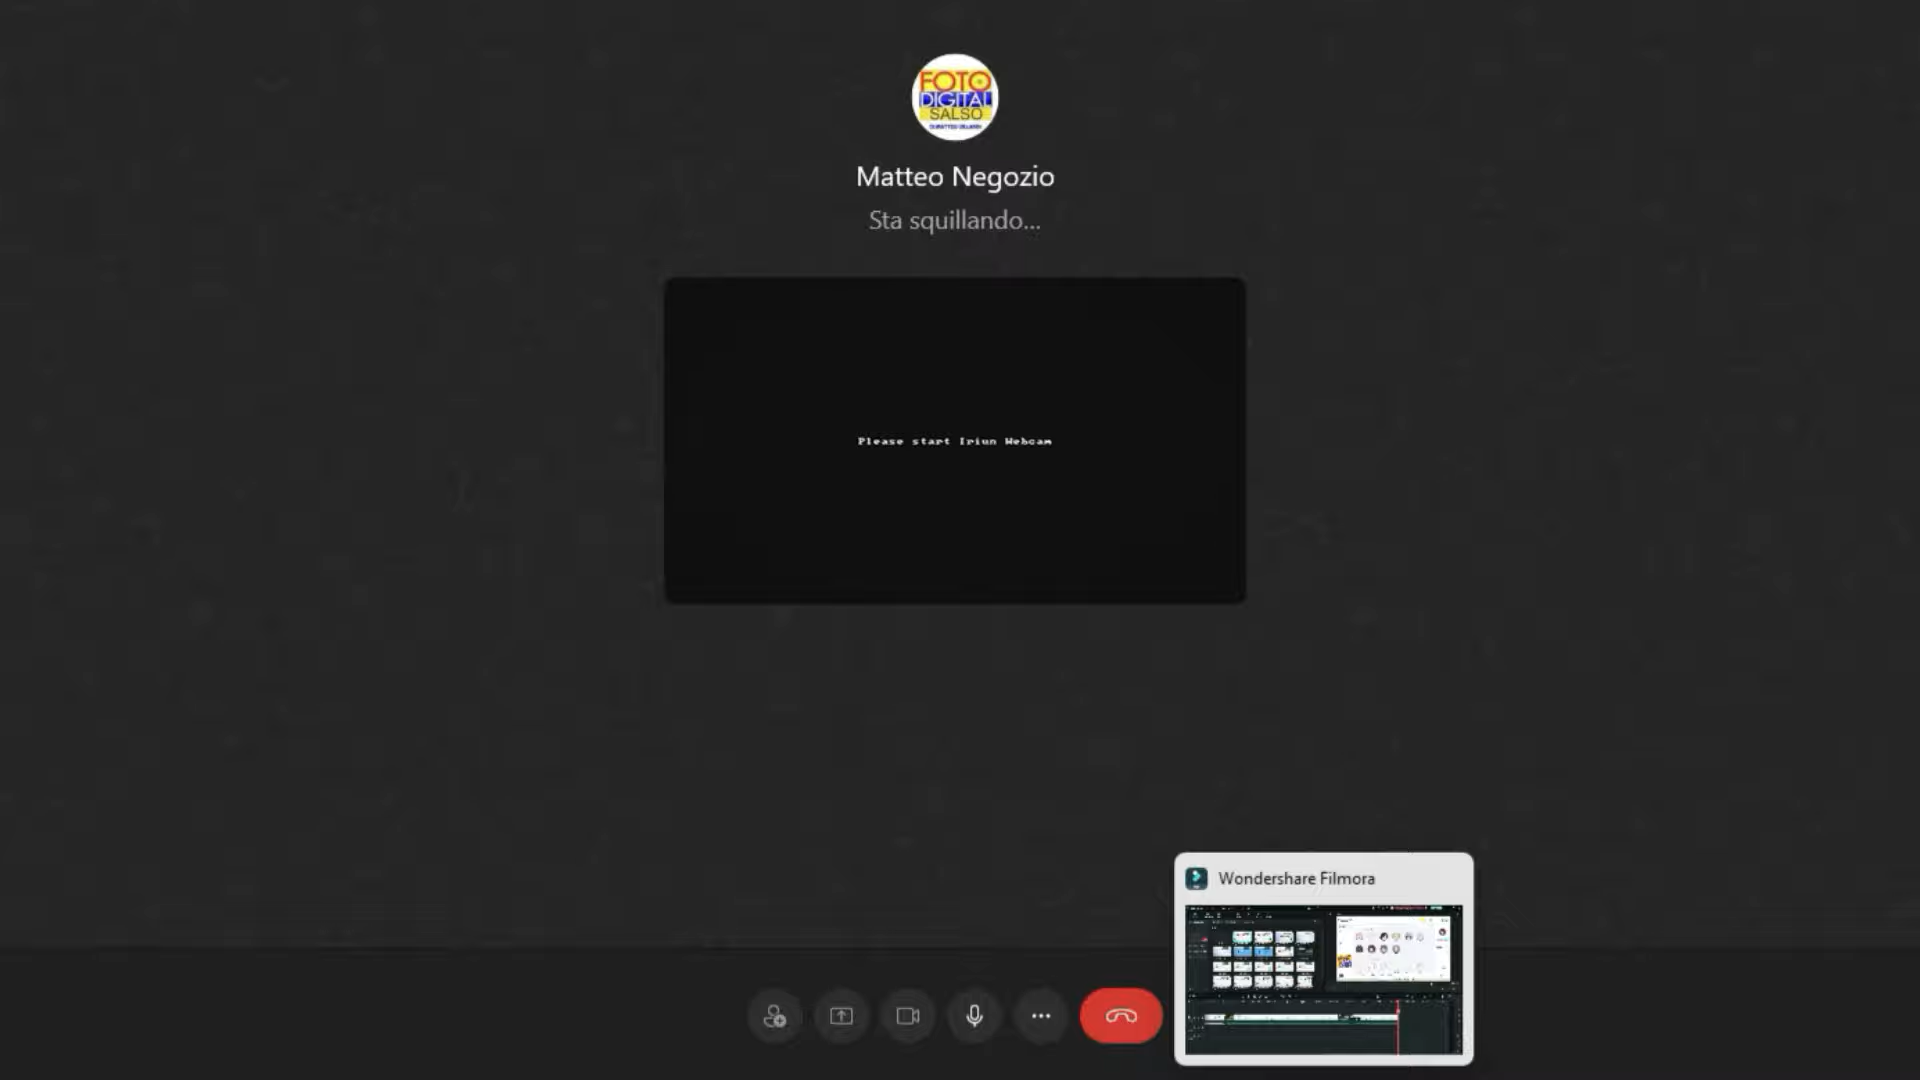 FOTO
DIGITAL
SALSO
Matteo Negozio
Sta squillando...
Please start Iriun Webcam
Wondershare Filmora